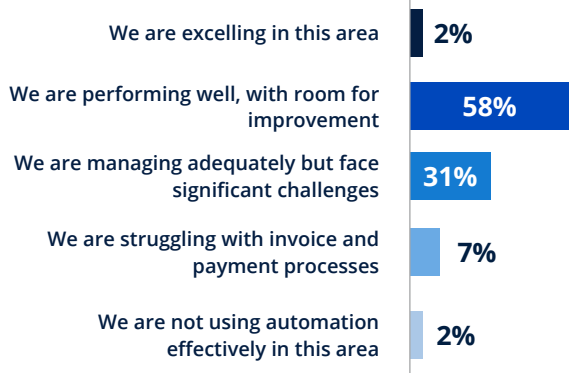 We are excelling in this area
2%
We are performing well, with room for
improvement
58%
We are managing adequately but face
significant challenges
31%
We are struggling with invoice and
payment processes
7%
We are not using automation
effectively in this area
2%